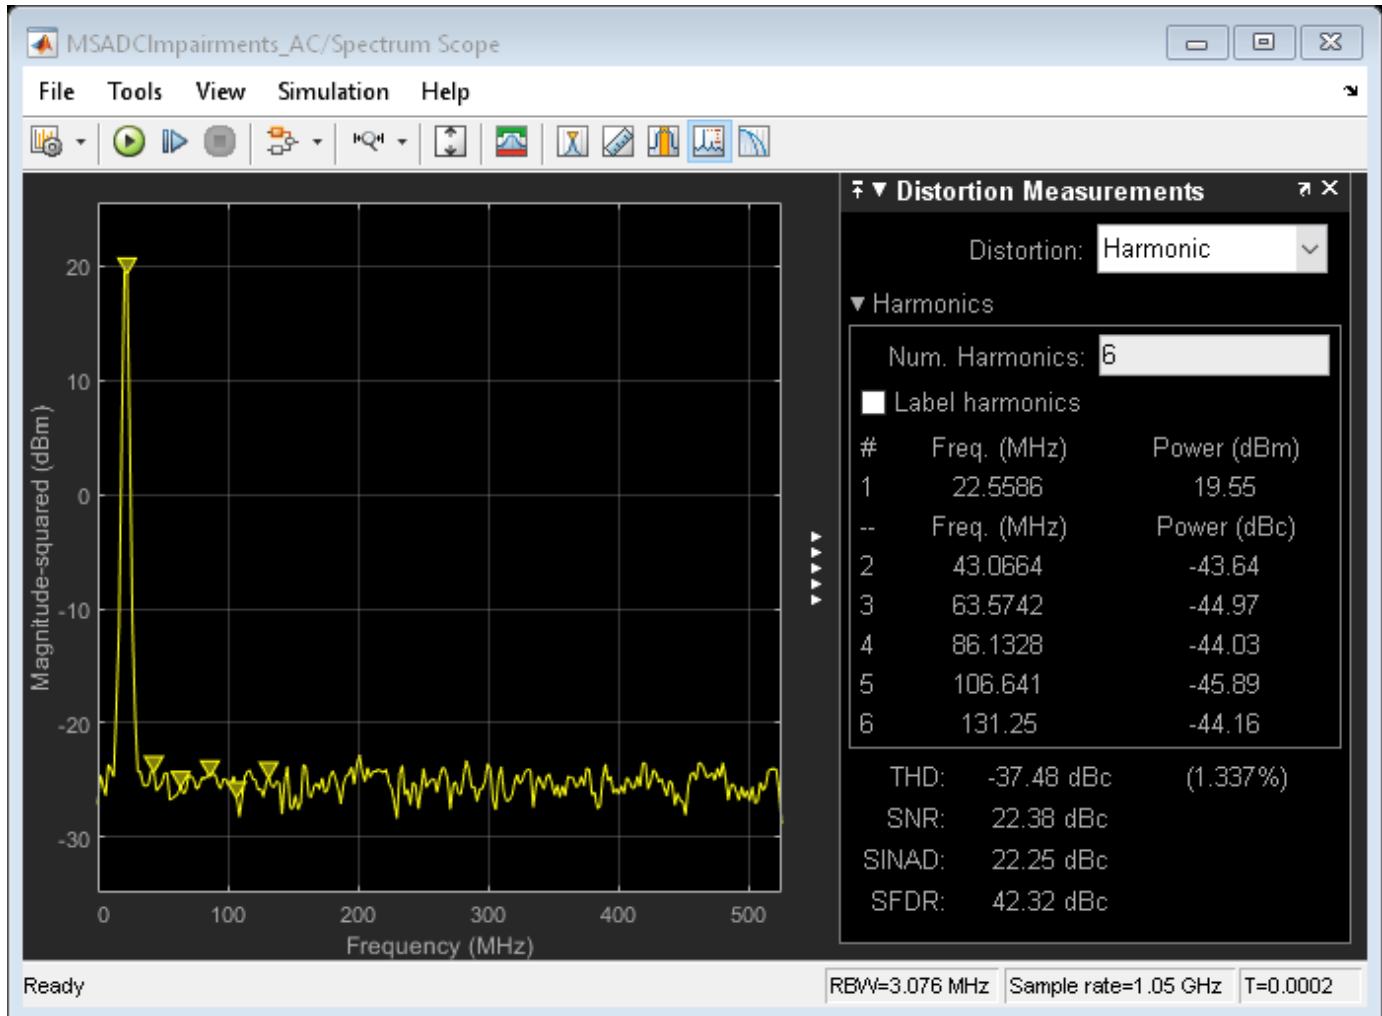 MSADCImpairments_AC/Spectrum Scope
File Tools View Simulation Help
Distortion Measurements
Distortion: Harmonic
Harmonics
Num. Harmonics: 6
Label harmonics
# Freq. (MHz) Power (dBm)
1 22.5586 19.55
-- Freq. (MHz) Power (dBc)
2 43.0664 -43.64
3 63.5742 -44.97
4 86.1328 -44.03
5 106.641 -45.89
6 131.25 -44.16
THD: -37.48 dBc (1.337%)
SNR: 22.38 dBc
SINAD: 22.25 dBc
SFDR: 42.32 dBc
Magnitude-squared (dBm)
20
10
0
-10
-20
-30
0 100 200 300 400 500
Frequency (MHz)
Ready RBW=3.076 MHz Sample rate=1.05 GHz T=0.0002